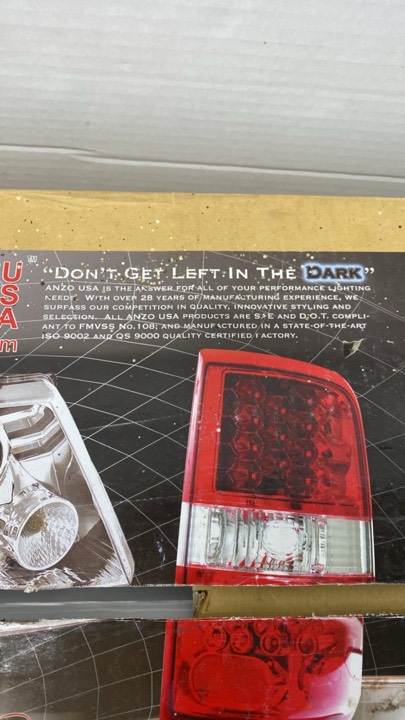 "DON'T GET LEFT IN THE DARK"
ANZO USA IS THE ANSWER FOR ALL OF YOUR PERFORMANCE LIGHTING
NEEDS. WITH OVER 28 YEARS OF MANUFACTURING EXPERIENCE, WE
SURPASS OUR COMPETITION IN QUALITY, INNOVATIVE STYLING AND
SELECTION. ALL ANZO USA PRODUCTS ARE S.A.E AND D.O.T. COMPLI-
ANT TO FMVSS NO. 108; AND MANUFACTURED IN A STATE-OF-THE-ART
ISO 9002 AND QS 9000 QUALITY CERTIFIED FACTORY.
TM
USA
m